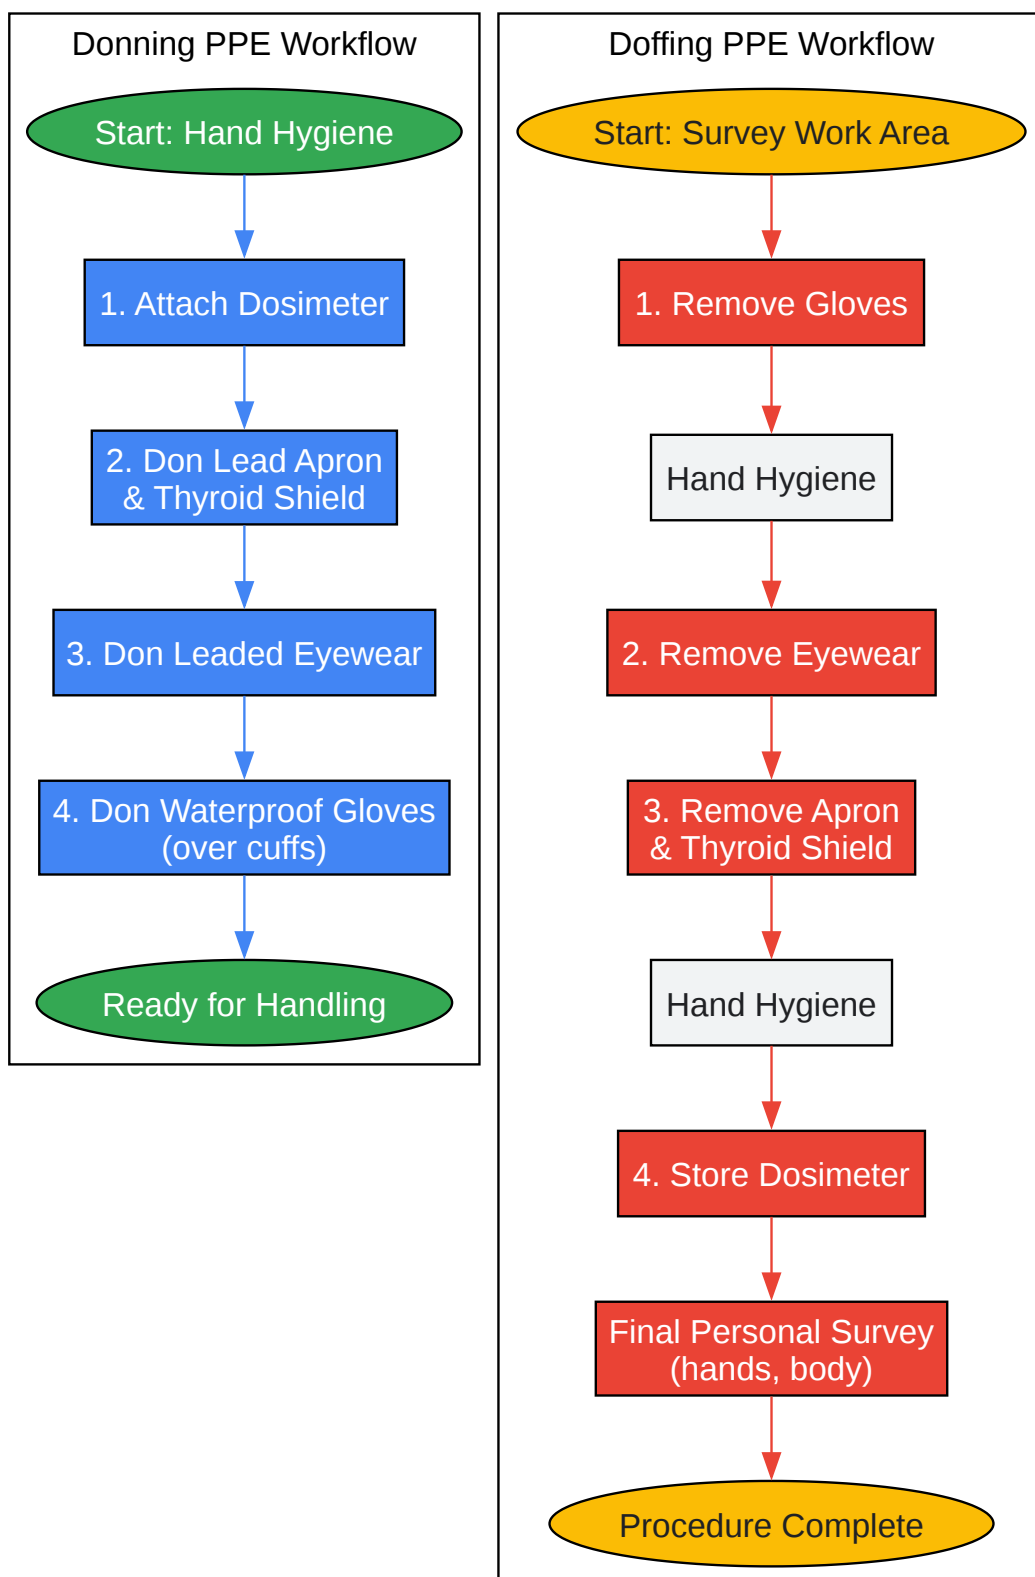 Donning PPE Workflow
Start: Hand Hygiene
1. Attach Dosimeter
2. Don Lead Apron
& Thyroid Shield
3. Don Leaded Eyewear
4. Don Waterproof Gloves
(over cuffs)
Ready for Handling
Doffing PPE Workflow
Start: Survey Work Area
1. Remove Gloves
Hand Hygiene
2. Remove Eyewear
3. Remove Apron
& Thyroid Shield
Hand Hygiene
4. Store Dosimeter
Final Personal Survey
(hands, body)
Procedure Complete